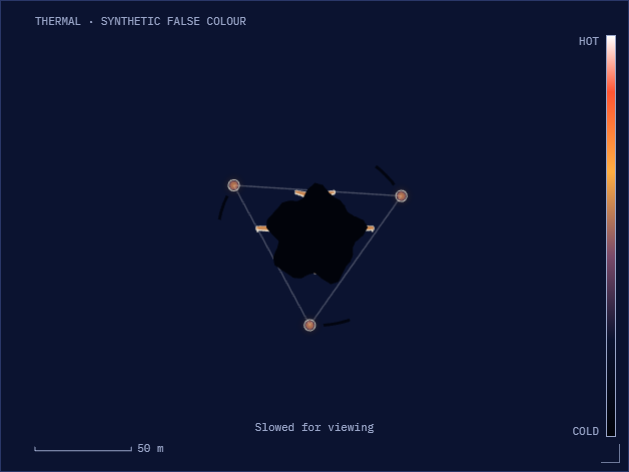 THERMAL · SYNTHETIC FALSE COLOUR
HOT
Slowed for viewing
COLD
50 m